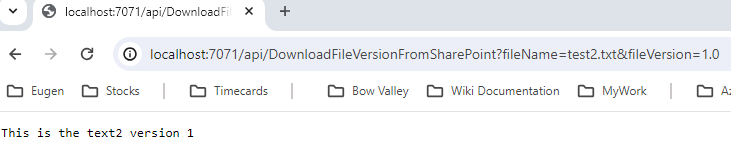 localhost:7071/api/DownloadFil
localhost:7071/api/DownloadFileVersionFromSharePoint?fileName=test2.txt&fileVersion=1.0
Eugen Stocks Timecards Bow Valley Wiki Documentation MyWork
This is the text2 version 1